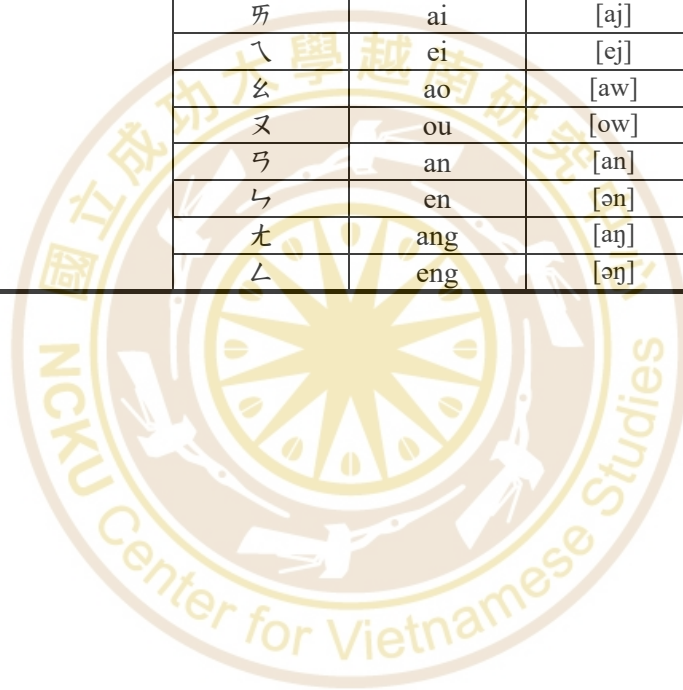 ㄞ ai [aj]
ㄟ ei [ej]
ㄠ ao [aw]
ㄡ ou [ow]
ㄢ an [an]
ㄣ en [ən]
ㄤ ang [aŋ]
ㄥ eng [əŋ]
國立成功大學越南研究中心
NCKU Center for Vietnamese Studies